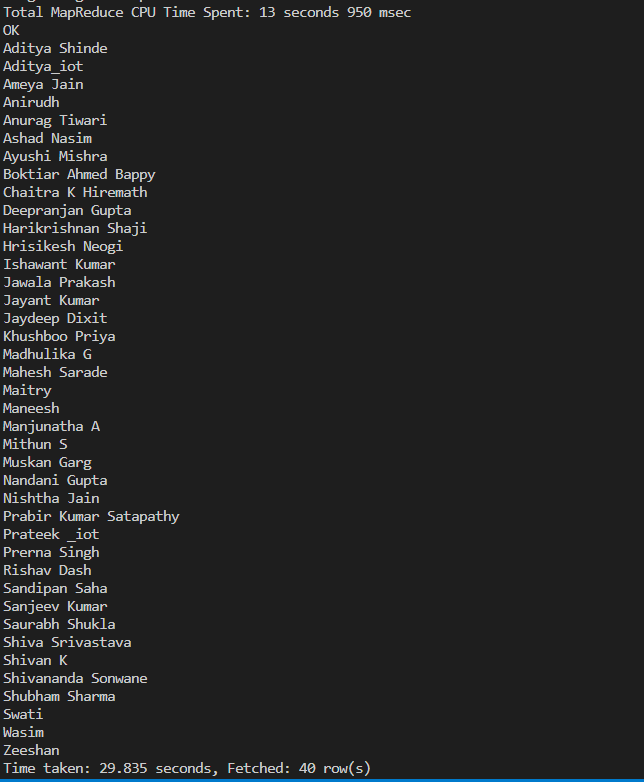 Total MapReduce CPU Time Spent: 13 seconds 950 msec
OK
Aditya Shinde
Aditya_iot
Ameya Jain
Anirudh
Anurag Tiwari
Ashad Nasim
Ayushi Mishra
Boktiar Ahmed Bappy
Chaitra K Hiremath
Deepranjan Gupta
Harikrishnan Shaji
Hrisikesh Neogi
Ishawant Kumar
Jawala Prakash
Jayant Kumar
Jaydeep Dixit
Khushboo Priya
Madhulika G
Mahesh Sarade
Maitry
Maneesh
Manjunatha A
Mithun S
Muskan Garg
Nandani Gupta
Nishtha Jain
Prabir Kumar Satapathy
Prateek _iot
Prerna Singh
Rishav Dash
Sandipan Saha
Sanjeev Kumar
Saurabh Shukla
Shiva Srivastava
Shivan K
Shivananda Sonwane
Shubham Sharma
Swati
Wasim
Zeeshan
Time taken: 29.835 seconds, Fetched: 40 row(s)